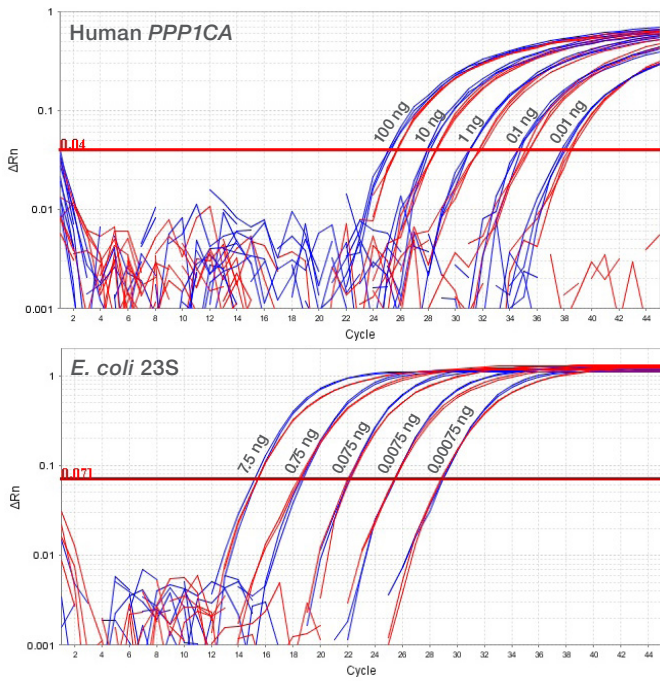 Human PPP1CA
1
0.1
0.04
0.01
0.001
ΔRn
100 ng
10 ng
1 ng
0.1 ng
0.01 ng
2 4 6 8 10 12 14 16 18 20 22 24 26 28 30 32 34 36 38 40 42 44
Cycle
E. coli 23S
1
0.1
0.071
0.01
0.001
ΔRn
7.5 ng
0.75 ng
0.075 ng
0.0075 ng
0.00075 ng
2 4 6 8 10 12 14 16 18 20 22 24 26 28 30 32 34 36 38 40 42 44
Cycle